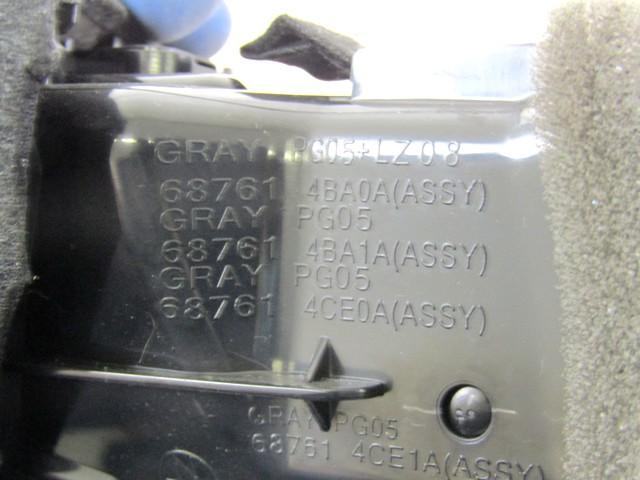 GRAY PG05+LZ08
68761 4BA0A(ASSY)
GRAY PG05
68761 4BA1A(ASSY)
GRAY PG05
68761 4CE0A(ASSY)
GRAY PG05
68761 4CE1A(ASSY)